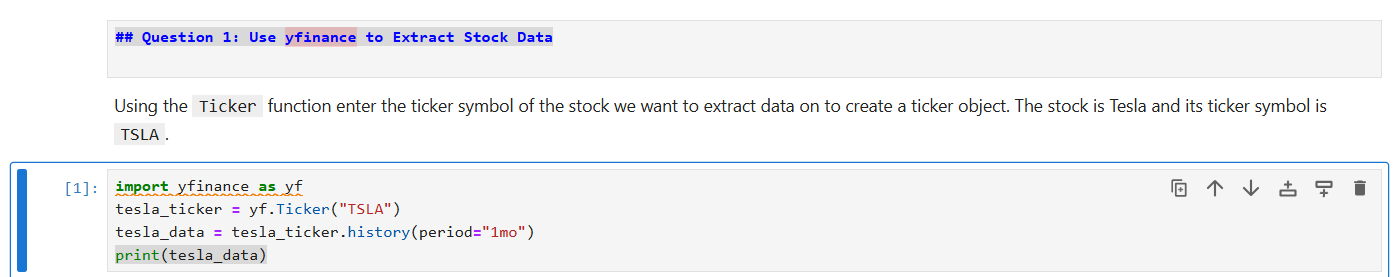 ## Question 1: Use yfinance to Extract Stock Data
Using the Ticker function enter the ticker symbol of the stock we want to extract data on to create a ticker object. The stock is Tesla and its ticker symbol is
TSLA .
[1]: import yfinance as yf
tesla_ticker = yf.Ticker("TSLA")
tesla_data = tesla_ticker.history(period="1mo")
print(tesla_data)